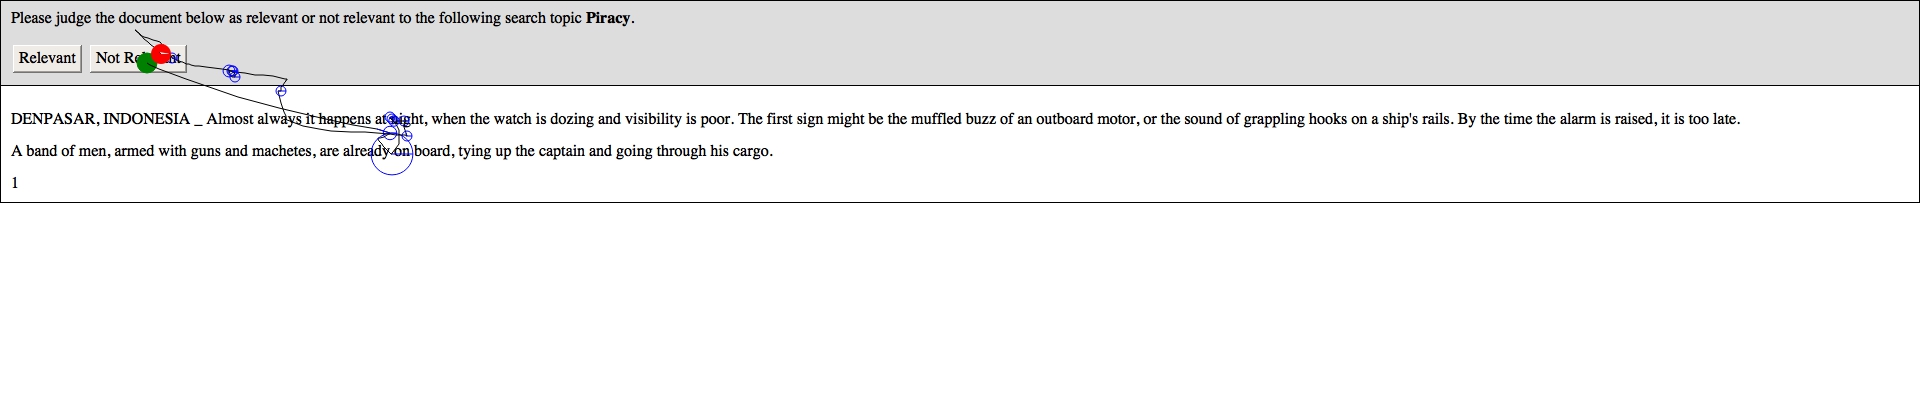 Please judge the document below as relevant or not relevant to the following search topic Piracy.
Relevant Not Relevant
DENPASAR, INDONESIA _ Almost always it happens at night, when the watch is dozing and visibility is poor. The first sign might be the muffled buzz of an outboard motor, or the sound of grappling hooks on a ship's rails. By the time the alarm is raised, it is too late.
A band of men, armed with guns and machetes, are already on board, tying up the captain and going through his cargo.
1